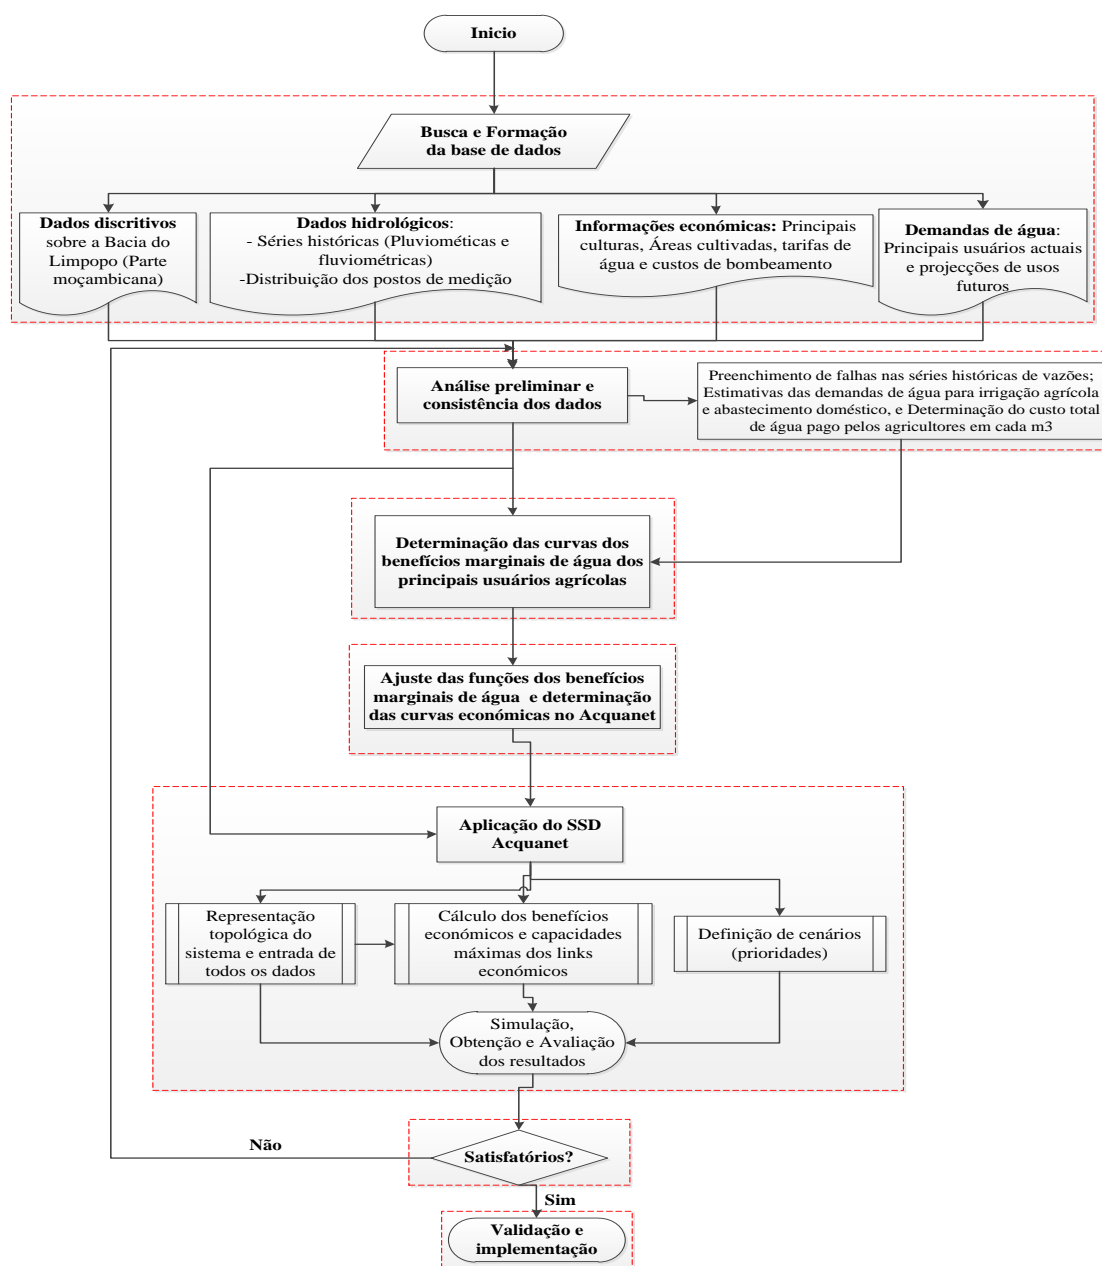 Inicio
Busca e Formação
da base de dados
Dados discritivos
sobre a Bacia do
Limpopo (Parte
moçambicana)
Dados hidrológicos:
- Séries históricas (Pluviométicas e
fluviométricas)
-Distribuição dos postos de medição
Informações económicas: Principais
culturas, Áreas cultivadas, tarifas de
água e custos de bombeamento
Demandas de água:
Principais usuários actuais
e projecções de usos
futuros
Análise preliminar e
consistência dos dados
Preenchimento de falhas nas séries históricas de vazões;
Estimativas das demandas de água para irrigação agrícola
e abastecimento doméstico, e Determinação do custo total
de água pago pelos agricultores em cada m3
Determinação das curvas dos
benefícios marginais de água dos
principais usuários agrícolas
Ajuste das funções dos benefícios
marginais de água e determinação
das curvas económicas no Acquanet
Aplicação do SSD
Acquanet
Representação
topológica do
sistema e entrada de
todos os dados
Cálculo dos benefícios
económicos e capacidades
máximas dos links
económicos
Definição de cenários
(prioridades)
Simulação,
Obtenção e Avaliação
dos resultados
Satisfatórios?
Não
Sim
Validação e
implementação